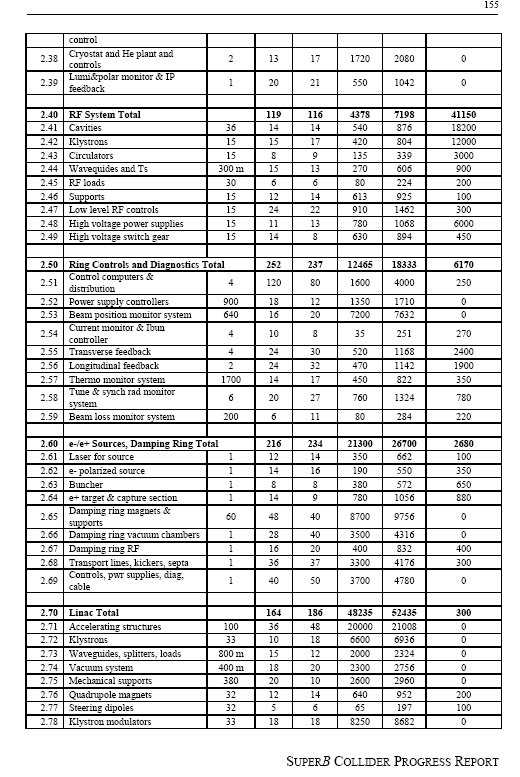 155
control
2.38 Cryostat and He plant and controls 2 13 17 1720 2080 0
2.39 Lumi&polar monitor & IP feedback 1 20 21 550 1042 0
2.40 RF System Total 119 116 4378 7198 41150
2.41 Cavities 36 14 14 540 876 18200
2.42 Klystrons 15 15 17 420 804 12000
2.43 Circulators 15 8 9 135 339 3000
2.44 Wavequides and Ts 300 m 15 13 270 606 900
2.45 RF loads 30 6 6 80 224 200
2.46 Supports 15 12 14 613 925 100
2.47 Low level RF controls 15 24 22 910 1462 300
2.48 High voltage power supplies 15 11 13 780 1068 6000
2.49 High voltage switch gear 15 14 8 630 894 450
2.50 Ring Controls and Diagnostics Total 252 237 12465 18333 6170
2.51 Control computers & distribution 4 120 80 1600 4000 250
2.52 Power supply controllers 900 18 12 1350 1710 0
2.53 Beam position monitor system 640 16 20 7200 7632 0
2.54 Current monitor & Ibun controller 4 10 8 35 251 270
2.55 Transverse feedback 4 24 30 520 1168 2400
2.56 Longitudinal feedback 2 24 32 470 1142 1900
2.57 Thermo monitor system 1700 14 17 450 822 350
2.58 Tune & synch rad monitor system 6 20 27 760 1324 780
2.59 Beam loss monitor system 200 6 11 80 284 220
2.60 e-/e+ Sources, Damping Ring Total 216 234 21300 26700 2680
2.61 Laser for source 1 12 14 350 662 100
2.62 e- polarized source 1 14 16 190 550 350
2.63 Buncher 1 8 8 380 572 650
2.64 e+ target & capture section 1 14 9 780 1056 880
2.65 Damping ring magnets & supports 60 48 40 8700 9756 0
2.66 Damping ring vacuum chambers 1 28 40 3500 4316 0
2.67 Damping ring RF 1 16 20 400 832 400
2.68 Transport lines, kickers, septa 1 36 37 3300 4176 300
2.69 Controls, pwr supplies, diag, cable 1 40 50 3700 4780 0
2.70 Linac Total 164 186 48235 52435 300
2.71 Accelerating structures 100 36 48 20000 21008 0
2.72 Klystrons 33 10 18 6600 6936 0
2.73 Waveguides, splitters, loads 800 m 15 12 2000 2324 0
2.74 Vacuum system 400 m 18 20 2300 2756 0
2.75 Mechanical supports 380 20 10 2600 2960 0
2.76 Quadrupole magnets 32 12 14 640 952 200
2.77 Steering dipoles 32 5 6 65 197 100
2.78 Klystron modulators 33 18 18 8250 8682 0
SUPERB COLLIDER PROGRESS REPORT